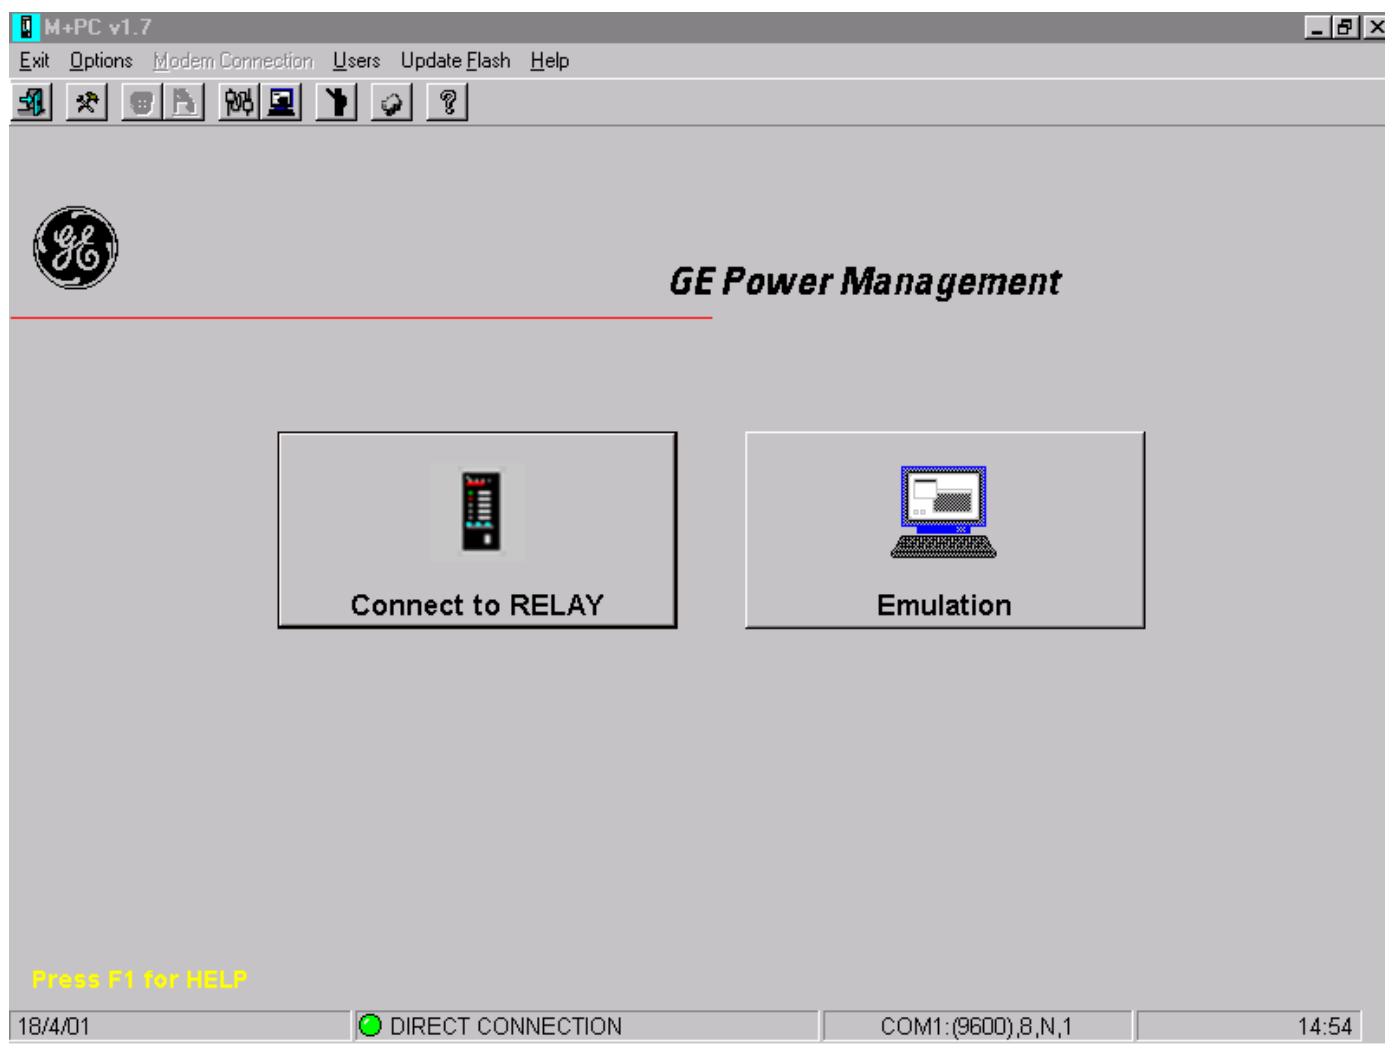 M+PC v1.7
Exit Options Modem Connection Users Update Flash Help
GE
GE Power Management
Connect to RELAY
Emulation
Press F1 for HELP
18/4/01 DIRECT CONNECTION COM1:(9600),8,N,1 14:54